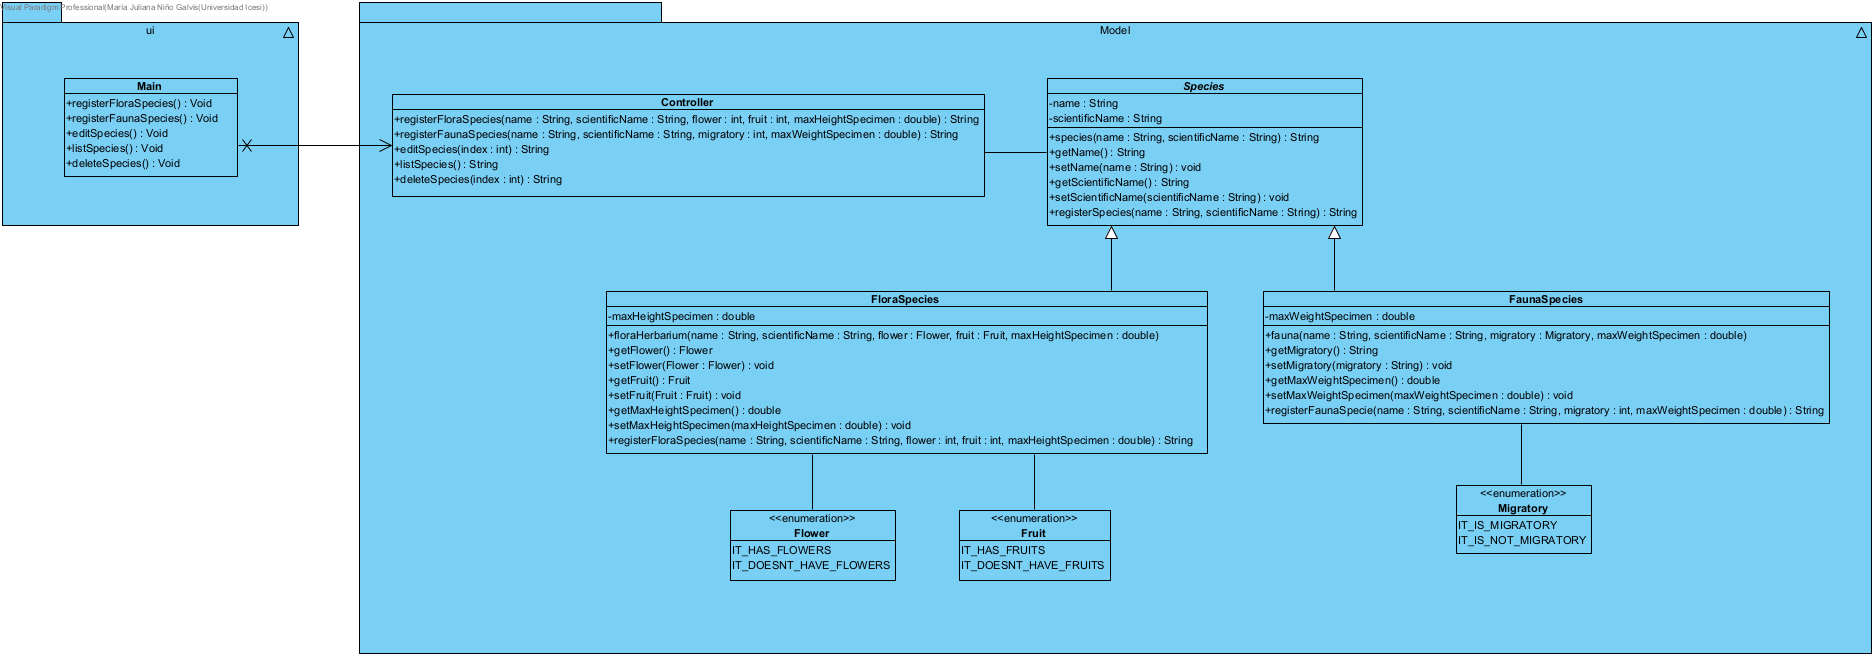 Visual Paradigm Professional(María Juliana Niño Galvis(Universidad Icesi))
ui
Main
+registerFloraSpecies() : Void
+registerFaunaSpecies() : Void
+editSpecies() : Void
+listSpecies() : Void
+deleteSpecies() : Void
Model
Controller
+registerFloraSpecies(name : String, scientificName : String, flower : int, fruit : int, maxHeightSpecimen : double) : String
+registerFaunaSpecies(name : String, scientificName : String, migratory : int, maxWeightSpecimen : double) : String
+editSpecies(index : int) : String
+listSpecies() : String
+deleteSpecies(index : int) : String
Species
-name : String
-scientificName : String
+species(name : String, scientificName : String) : String
+getName() : String
+setName(name : String) : void
+getScientificName() : String
+setScientificName(scientificName : String) : void
+registerSpecies(name : String, scientificName : String) : String
FloraSpecies
-maxHeightSpecimen : double
+floraHerbarium(name : String, scientificName : String, flower : Flower, fruit : Fruit, maxHeightSpecimen : double)
+getFlower() : Flower
+setFlower(Flower : Flower) : void
+getFruit() : Fruit
+setFruit(Fruit : Fruit) : void
+getMaxHeightSpecimen() : double
+setMaxHeightSpecimen(maxHeightSpecimen : double) : void
+registerFloraSpecies(name : String, scientificName : String, flower : int, fruit : int, maxHeightSpecimen : double) : String
FaunaSpecies
-maxWeightSpecimen : double
+fauna(name : String, scientificName : String, migratory : Migratory, maxWeightSpecimen : double)
+getMigratory() : String
+setMigratory(migratory : String) : void
+getMaxWeightSpecimen() : double
+setMaxWeightSpecimen(maxWeightSpecimen : double) : void
+registerFaunaSpecie(name : String, scientificName : String, migratory : int, maxWeightSpecimen : double) : String
<<enumeration>>
Flower
IT_HAS_FLOWERS
IT_DOESNT_HAVE_FLOWERS
<<enumeration>>
Fruit
IT_HAS_FRUITS
IT_DOESNT_HAVE_FRUITS
<<enumeration>>
Migratory
IT_IS_MIGRATORY
IT_IS_NOT_MIGRATORY